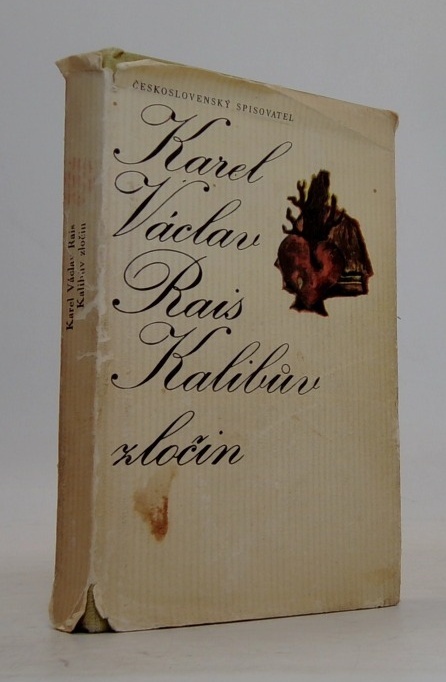 ČESKOSLOVENSKÝ SPISOVATEL
Karel
Václav
Rais
Kalibův
zločin
Karel Václav Rais
Kalibův zločin